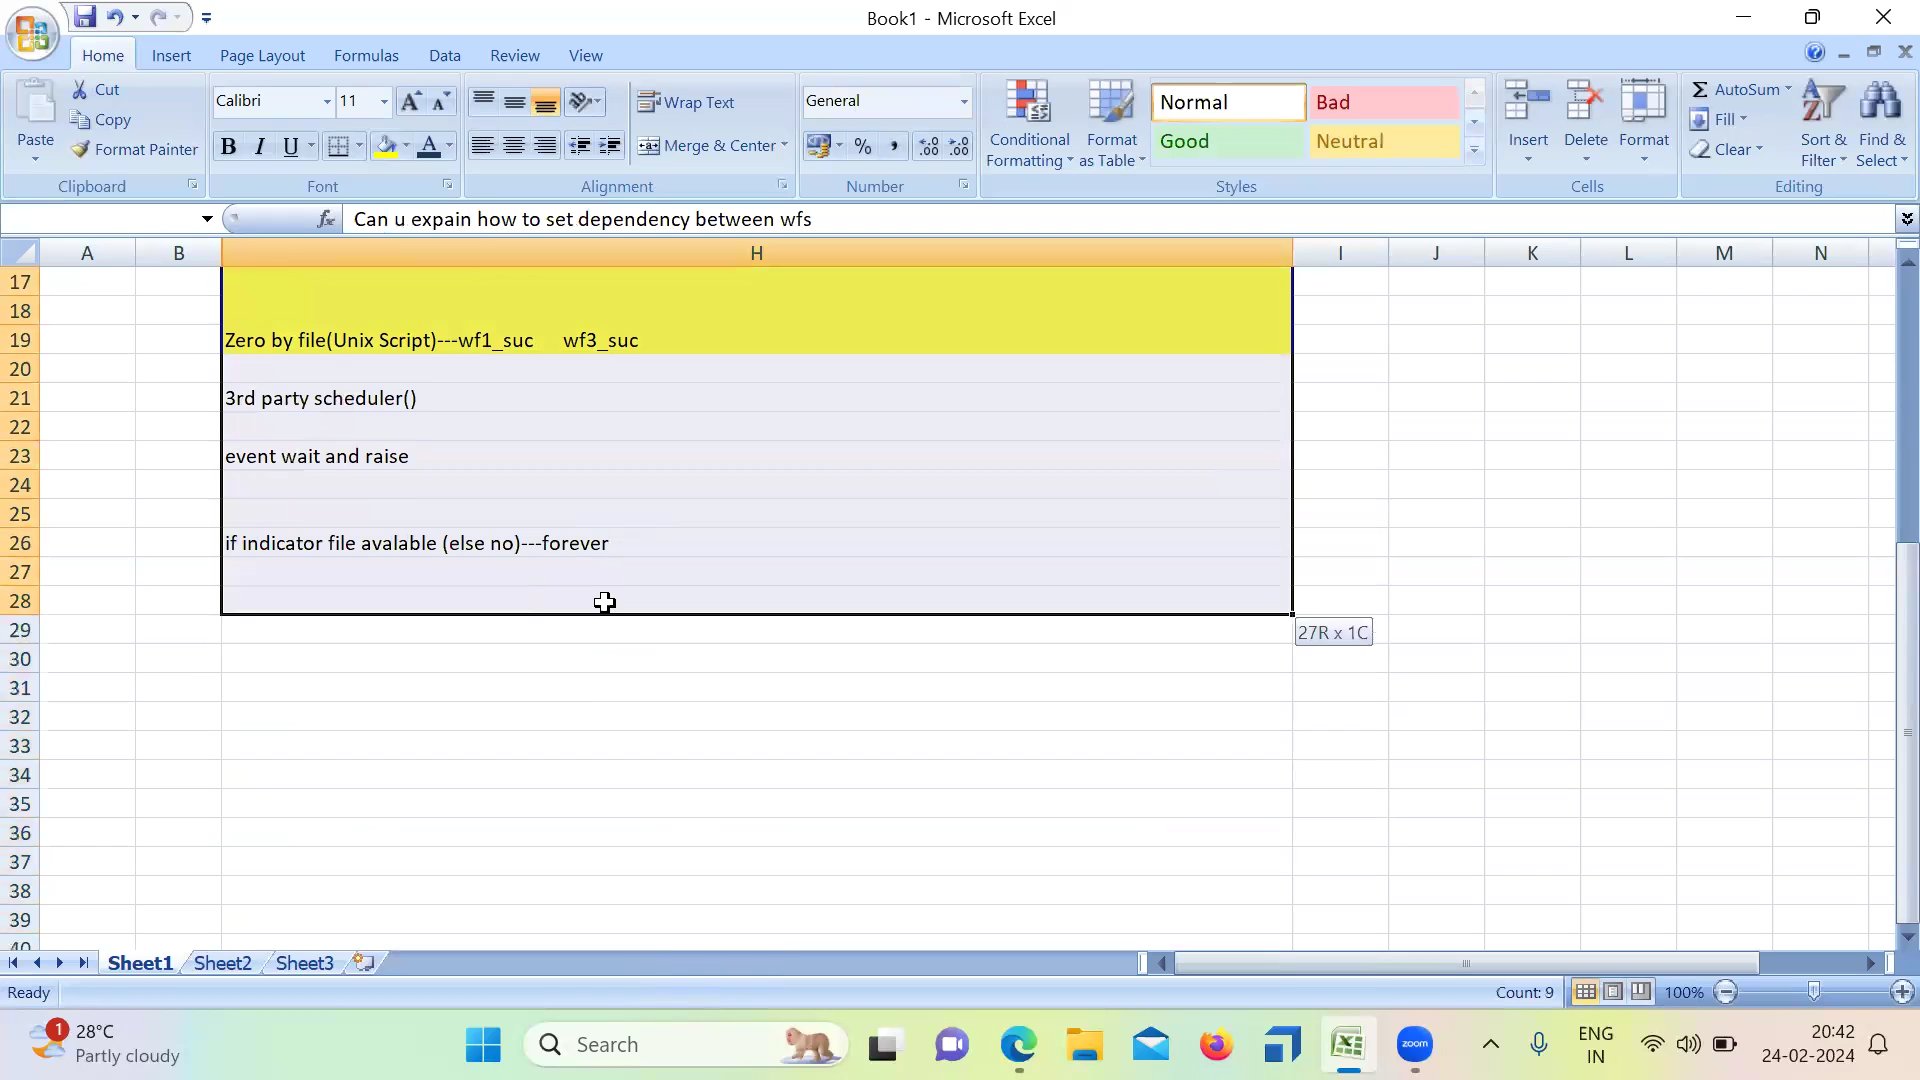 Book1 - Microsoft Excel
Home Insert Page Layout Formulas Data Review View
Paste
Cut
Copy
Format Painter
Clipboard
Calibri 11
B I U A
Font
Wrap Text
Merge & Center
Alignment
General
Number
Conditional Formatting
Format as Table
Normal Bad
Good Neutral
Styles
Insert Delete Format
Cells
AutoSum
Fill
Clear
Sort & Filter
Find & Select
Editing
fx Can u expain how to set dependency between wfs
A B H I J K L M N
17
18
19 Zero by file(Unix Script)---wf1_suc wf3_suc
20
21 3rd party scheduler()
22
23 event wait and raise
24
25
26 if indicator file avalable (else no)---forever
27
28
29 27R x 1C
30
31
32
33
34
35
36
37
38
39
40
Sheet1 Sheet2 Sheet3
Ready Count: 9 100%
1 28°C
Partly cloudy
Search
zoom
ENG
IN
20:42
24-02-2024